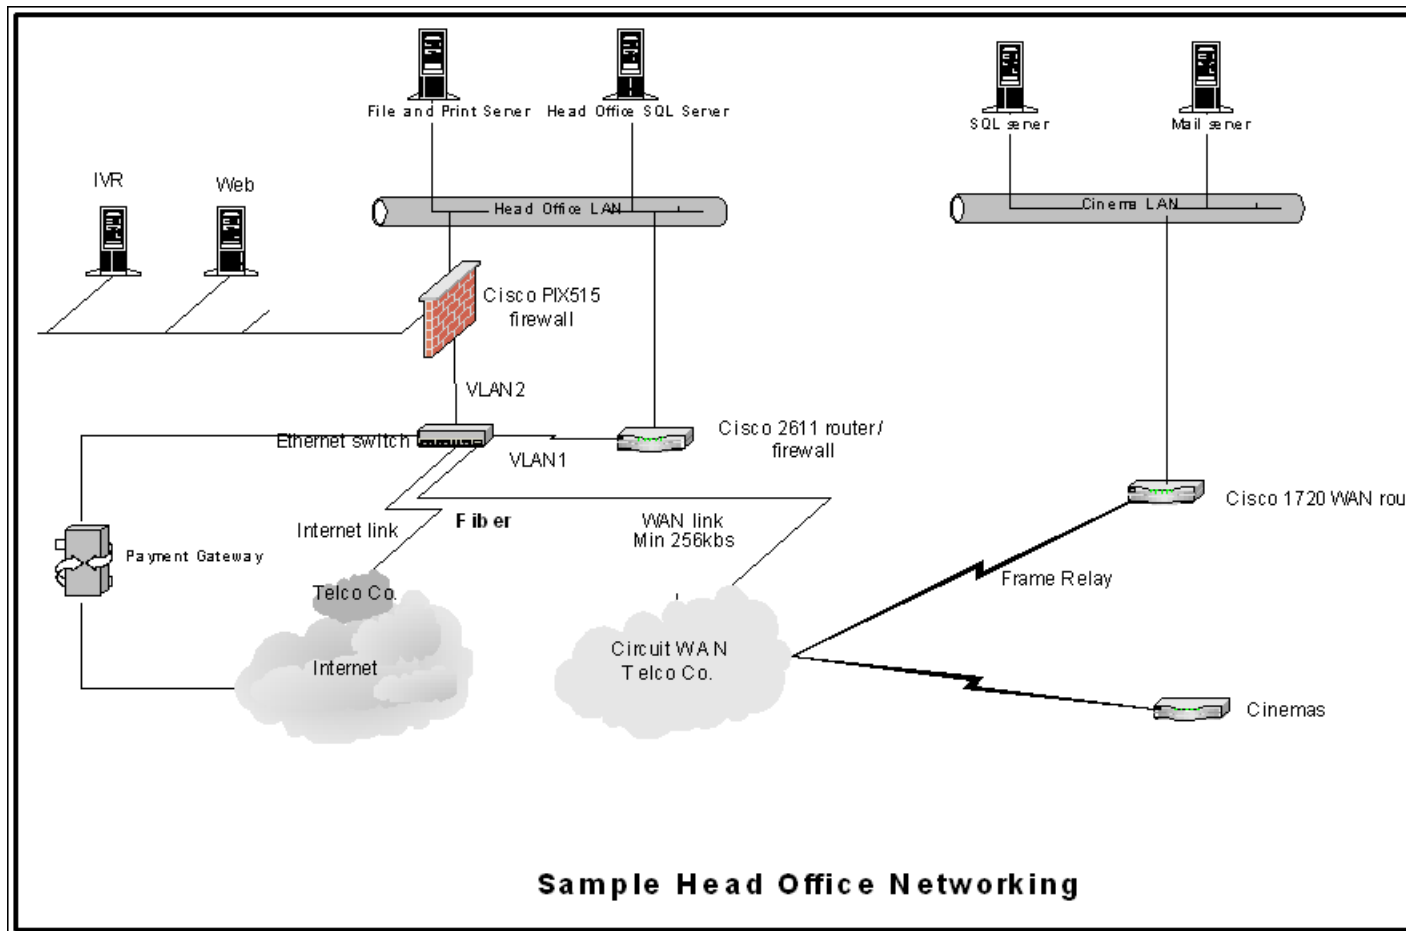 File and Print Server
Head Office SQL Server
SQL server
Mail server
IVR
Web
Head Office LAN
Cinema LAN
Cisco PIX515
firewall
VLAN2
Ethernet switch
VLAN1
Cisco 2611 router/
firewall
Cisco 1720 WAN rou
Internet link
Fiber
WAN link
Min 256kbs
Payment Gateway
Frame Relay
Telco Co.
Internet
Circuit WAN
Telco Co.
Cinemas
Sample Head Office Networking